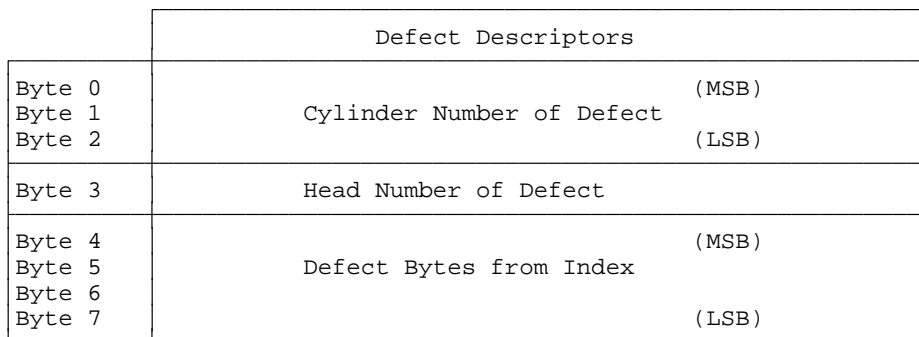 Defect Descriptors
Byte 0 (MSB)
Byte 1 Cylinder Number of Defect
Byte 2 (LSB)
Byte 3 Head Number of Defect
Byte 4 (MSB)
Byte 5 Defect Bytes from Index
Byte 6
Byte 7 (LSB)